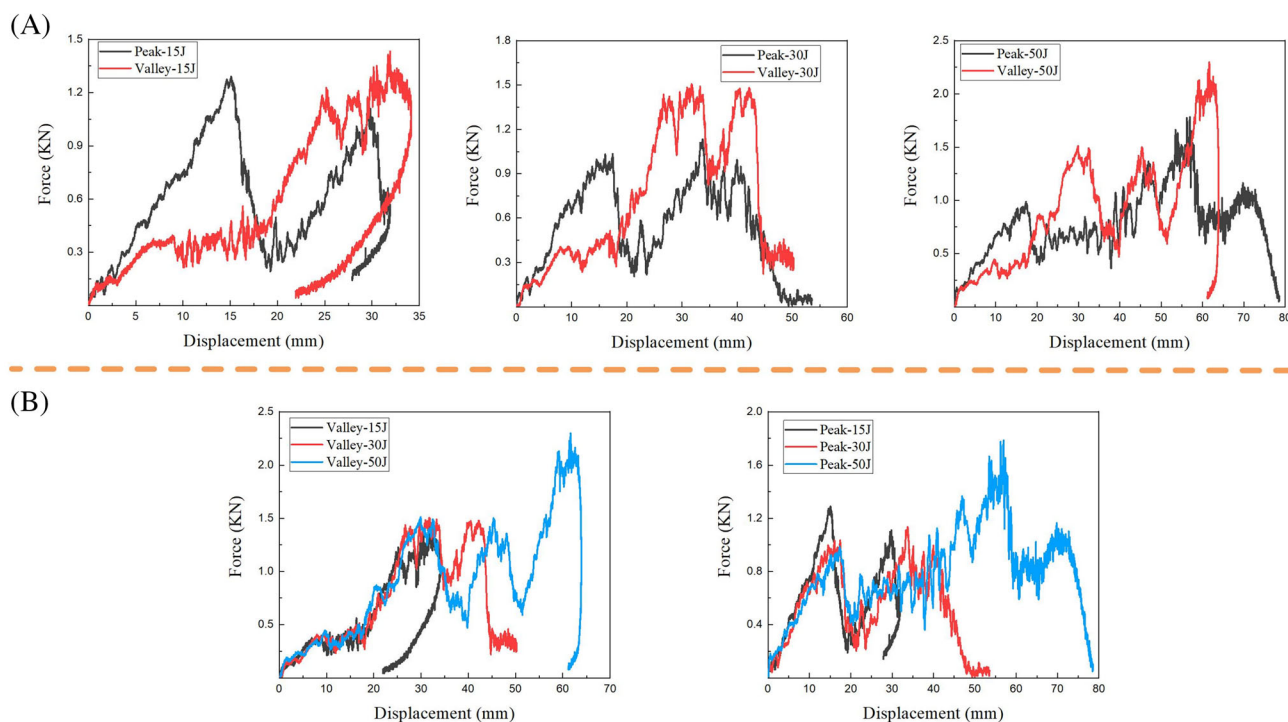 (A)
Peak-15J
Valley-15J
Force (KN)
1.5
1.2
0.9
0.6
0.3
0 5 10 15 20 25 30 35
Displacement (mm)
Peak-30J
Valley-30J
Force (KN)
1.8
1.5
1.2
0.9
0.6
0.3
0 10 20 30 40 50 60
Displacement (mm)
Peak-50J
Valley-50J
Force (KN)
2.5
2.0
1.5
1.0
0.5
0 10 20 30 40 50 60 70 80
Displacement (mm)
(B)
Valley-15J
Valley-30J
Valley-50J
Force (KN)
2.5
2.0
1.5
1.0
0.5
0 10 20 30 40 50 60 70
Displacement (mm)
Peak-15J
Peak-30J
Peak-50J
Force (KN)
2.0
1.6
1.2
0.8
0.4
0 10 20 30 40 50 60 70 80
Displacement (mm)